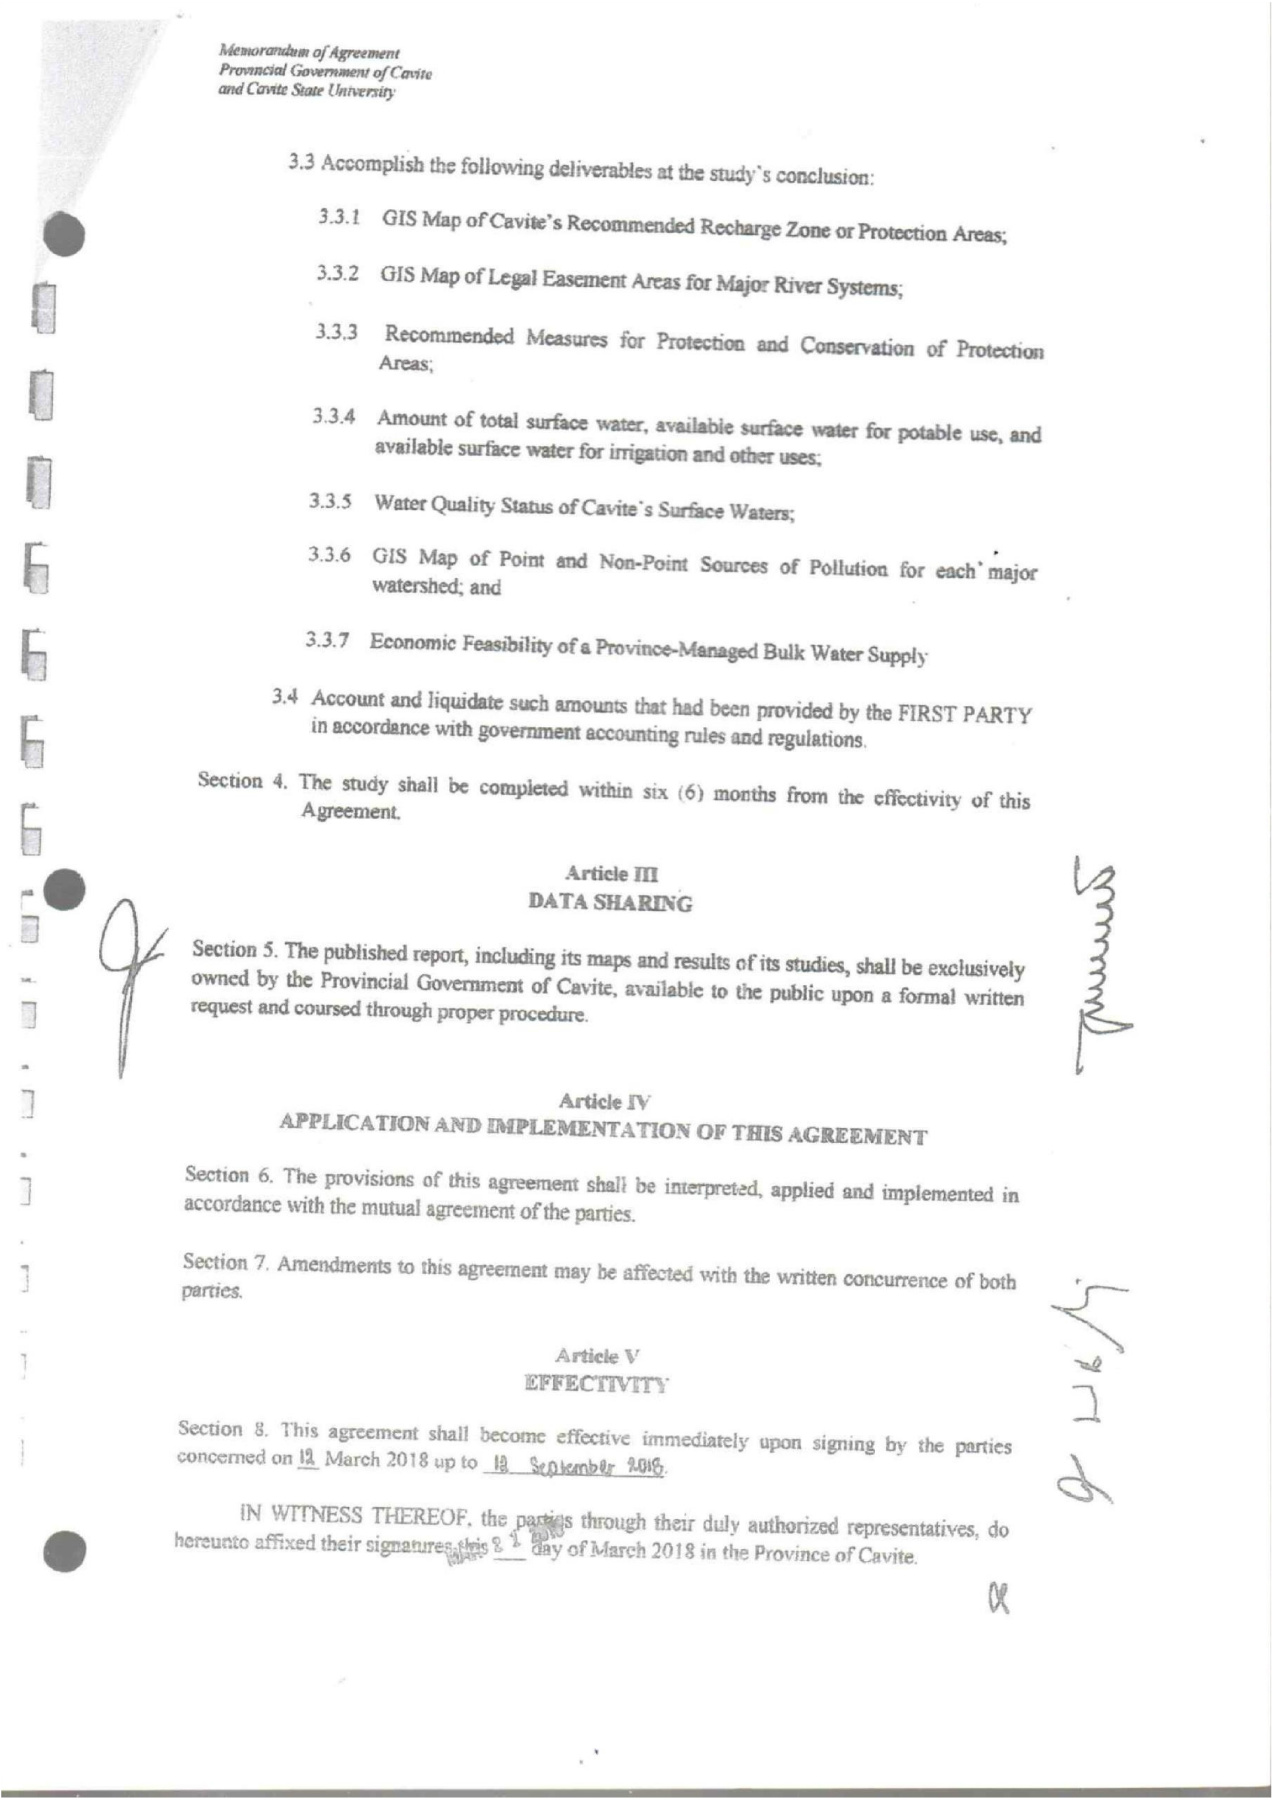 Memorandum of Agreement
Provincial Government of Cavite
and Cavite State University
3.3 Accomplish the following deliverables at the study's conclusion:
3.3.1 GIS Map of Cavite's Recommended Recharge Zone or Protection Areas;
3.3.2 GIS Map of Legal Easement Areas for Major River Systems;
3.3.3 Recommended Measures for Protection and Conservation of Protection
Areas;
3.3.4 Amount of total surface water, available surface water for potable use, and
available surface water for irrigation and other uses;
3.3.5 Water Quality Status of Cavite's Surface Waters;
3.3.6 GIS Map of Point and Non-Point Sources of Pollution for each major
watershed; and
3.3.7 Economic Feasibility of a Province-Managed Bulk Water Supply
3.4 Account and liquidate such amounts that had been provided by the FIRST PARTY
in accordance with government accounting rules and regulations.
Section 4. The study shall be completed within six (6) months from the effectivity of this
Agreement.
Article III
DATA SHARING
Section 5. The published report, including its maps and results of its studies, shall be exclusively
owned by the Provincial Government of Cavite, available to the public upon a formal written
request and coursed through proper procedure.
Article IV
APPLICATION AND IMPLEMENTATION OF THIS AGREEMENT
Section 6. The provisions of this agreement shall be interpreted, applied and implemented in
accordance with the mutual agreement of the parties.
Section 7. Amendments to this agreement may be affected with the written concurrence of both
parties.
Article V
EFFECTIVITY
Section 8. This agreement shall become effective immediately upon signing by the parties
concerned on 12 March 2018 up to 12 September 2018.
IN WITNESS THEREOF, the parties through their duly authorized representatives, do
hereunto affixed their signatures this day of March 2018 in the Province of Cavite.